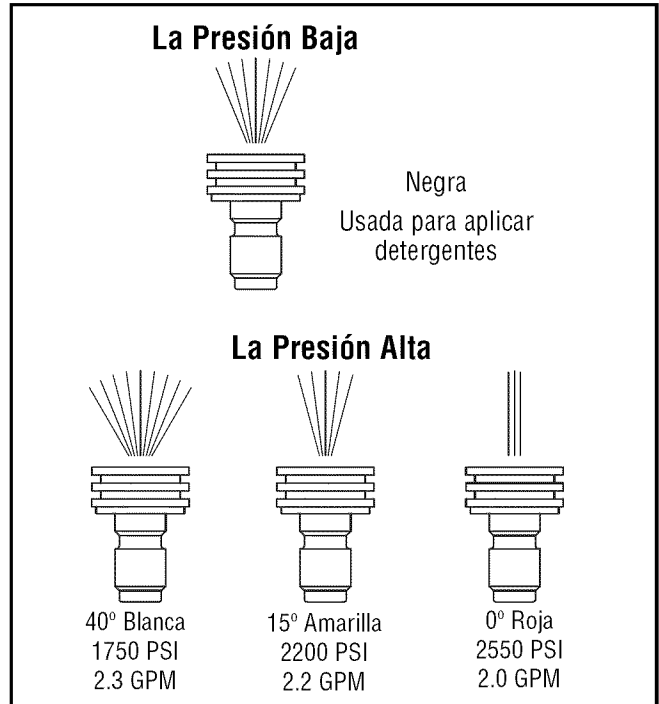 La Presión Baja
Negra
Usada para aplicar
detergentes
La Presión Alta
40º Blanca
1750 PSI
2.3 GPM
15º Amarilla
2200 PSI
2.2 GPM
0º Roja
2550 PSI
2.0 GPM